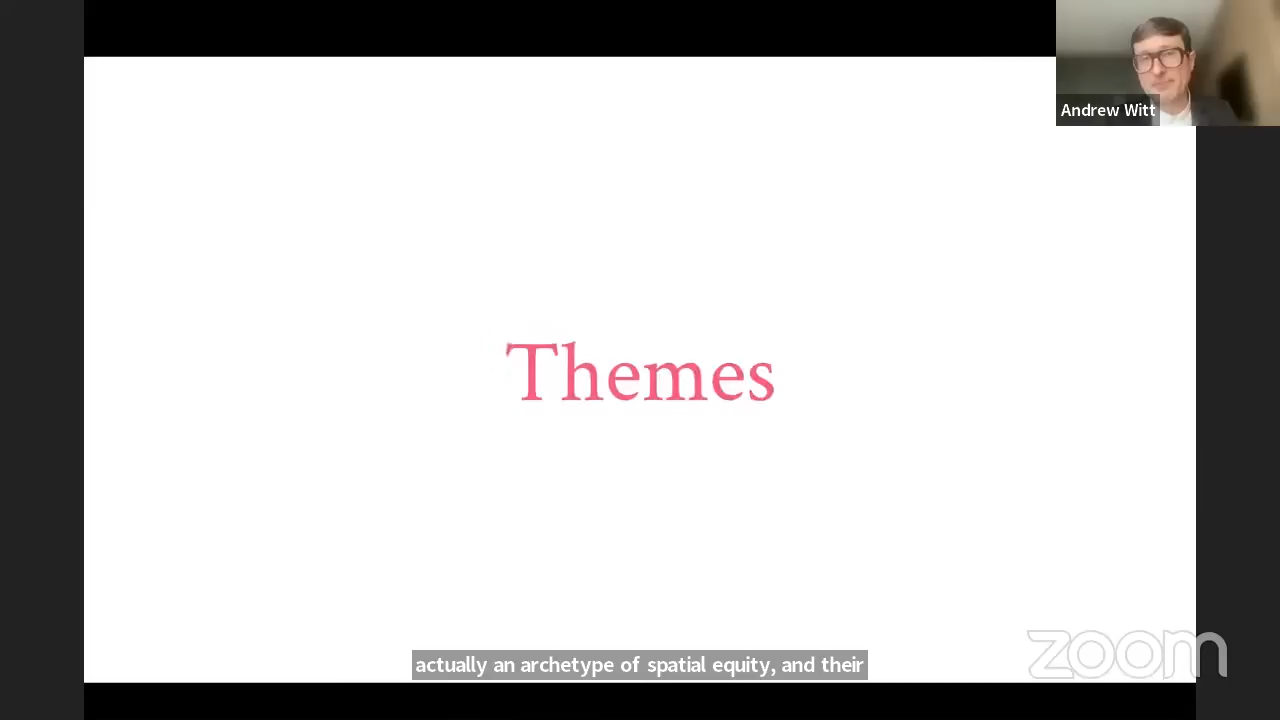 Andrew Witt
Themes
actually an archetype of spatial equity, and their
zoom